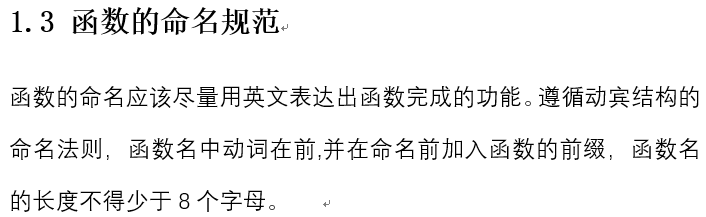 1.3 函数的命名规范
函数的命名应该尽量用英文表达出函数完成的功能。遵循动宾结构的
命名法则，函数名中动词在前,并在命名前加入函数的前缀，函数名
的长度不得少于 8 个字母。